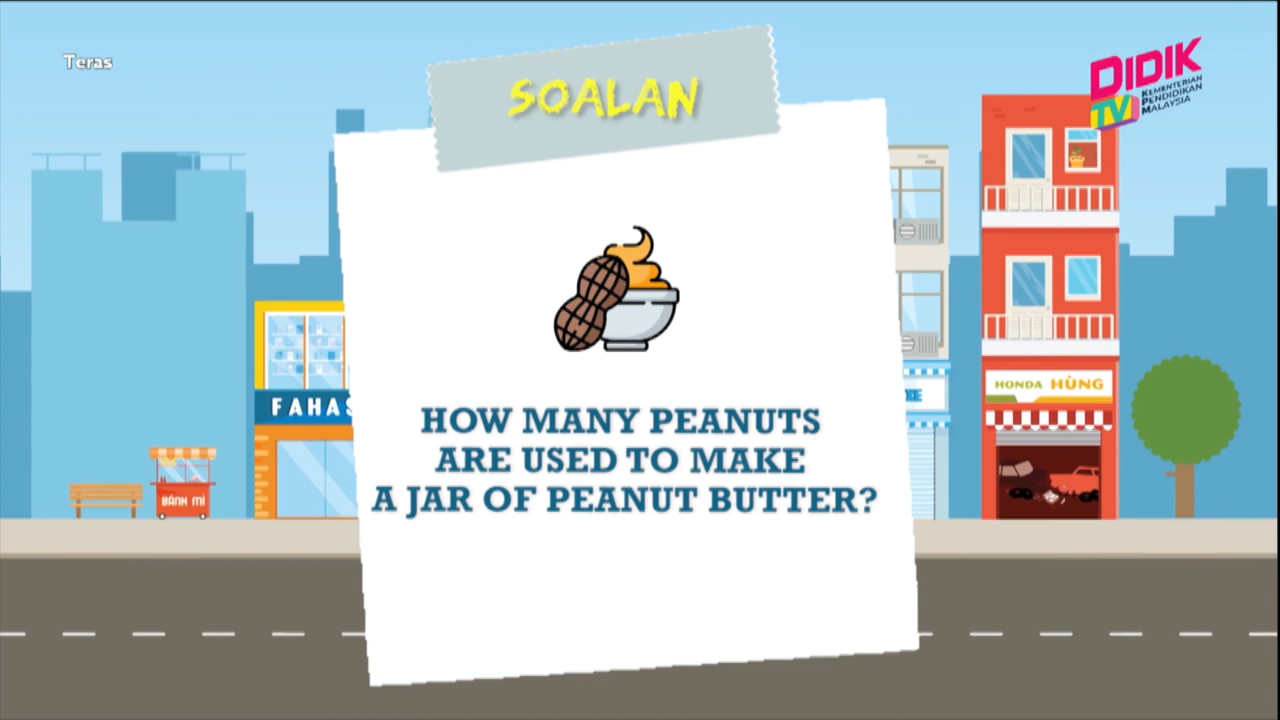 Teras
SOALAN
DIDIK
TV
KEMENTERIAN
PENDIDIKAN
MALAYSIA
HOW MANY PEANUTS
ARE USED TO MAKE
A JAR OF PEANUT BUTTER?
FAHAS
BÁNH MÌ
HONDA HÙNG